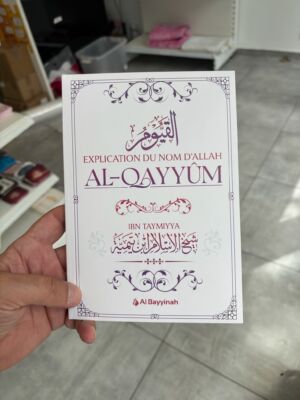 القيوم
EXPLICATION DU NOM D'ALLAH
AL-QAYYÛM
IBN TAYMIYYA
شيخ الإسلام ابن تيمية
Al Bayyinah